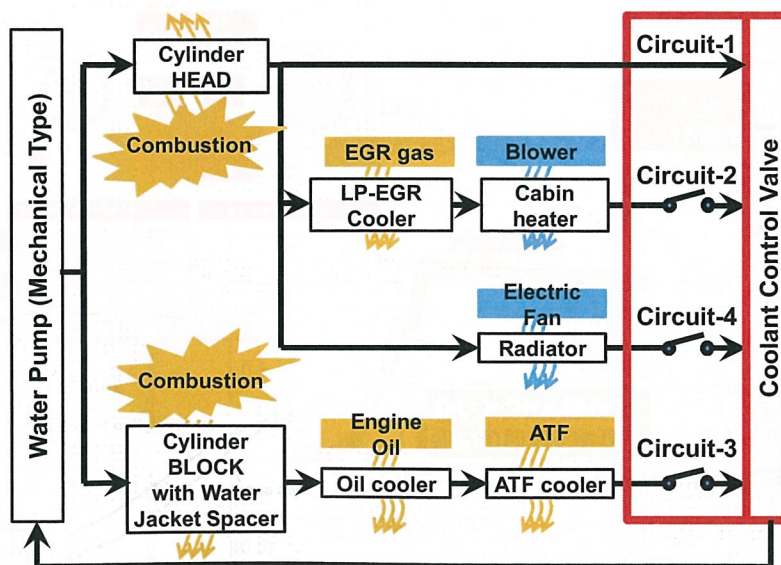 Water Pump (Mechanical Type)
Cylinder
HEAD
Combustion
EGR gas
LP-EGR
Cooler
Blower
Cabin
heater
Electric
Fan
Radiator
Combustion
Cylinder
BLOCK
with Water
Jacket Spacer
Engine
Oil
Oil cooler
ATF
ATF cooler
Circuit-1
Circuit-2
Circuit-4
Circuit-3
Coolant Control Valve